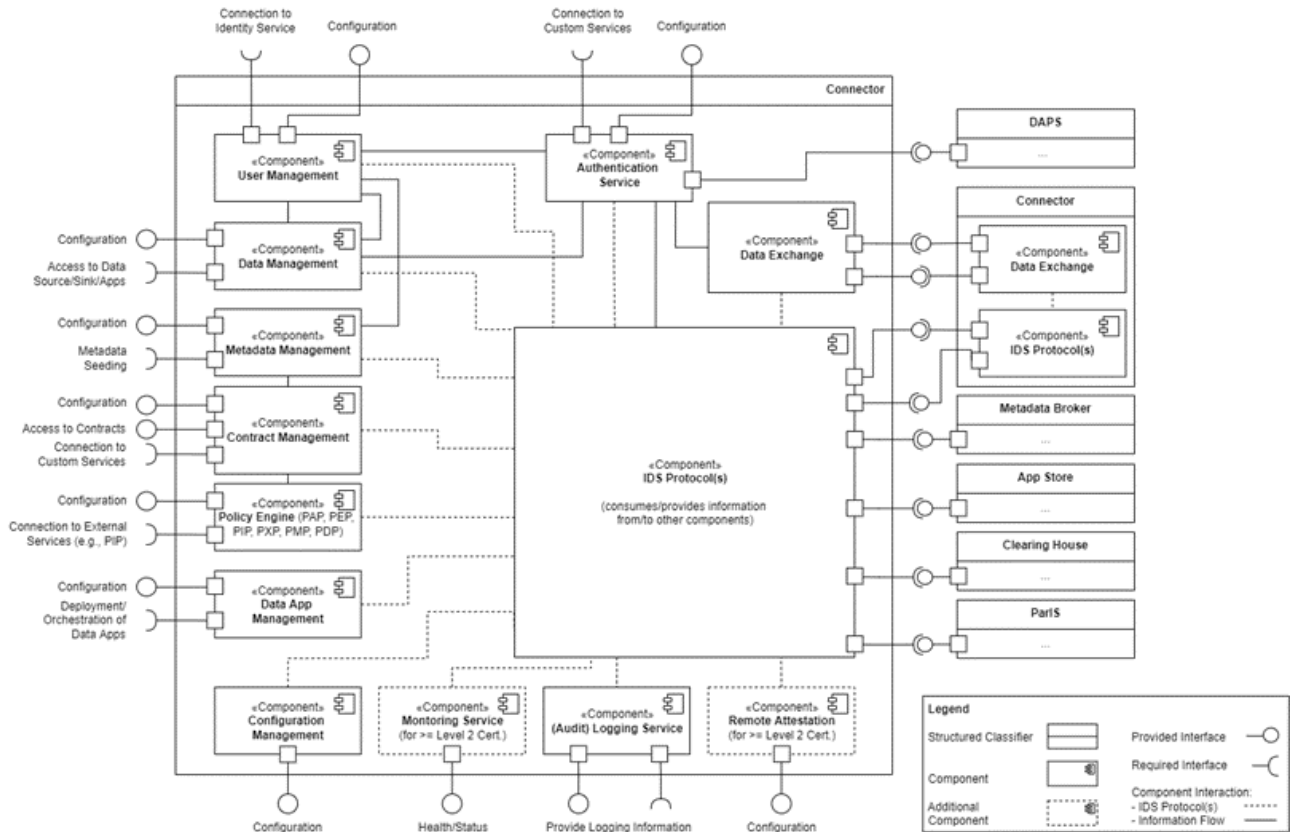 Connection to
Identity Service
Configuration
Connection to
Custom Services
Configuration
Connector
«Component»
User Management
«Component»
Authentication
Service
DAPS
...
Configuration
Access to Data
Source/Sink/Apps
«Component»
Data Management
«Component»
Data Exchange
Connector
«Component»
Data Exchange
Configuration
Metadata
Seeding
«Component»
Metadata Management
«Component»
IDS Protocol(s)
Configuration
Access to Contracts
Connection to
Custom Services
«Component»
Contract Management
Metadata Broker
...
«Component»
IDS Protocol(s)
(consumes/provides information
from/to other components)
Configuration
Connection to External
Services (e.g., PIP)
«Component»
Policy Engine (PAP, PEP,
PIP, PXP, PMP, PDP)
App Store
...
Clearing House
...
Configuration
Deployment/
Orchestration of
Data Apps
«Component»
Data App
Management
ParIS
...
«Component»
Configuration
Management
«Component»
Montoring Service
(for >= Level 2 Cert.)
«Component»
(Audit) Logging Service
«Component»
Remote Attestation
(for >= Level 2 Cert.)
Configuration
Health/Status
Provide Logging Information
Configuration
Legend
Structured Classifier
Provided Interface
Component
Required Interface
Additional
Component
Component Interaction:
- IDS Protocol(s)
- Information Flow